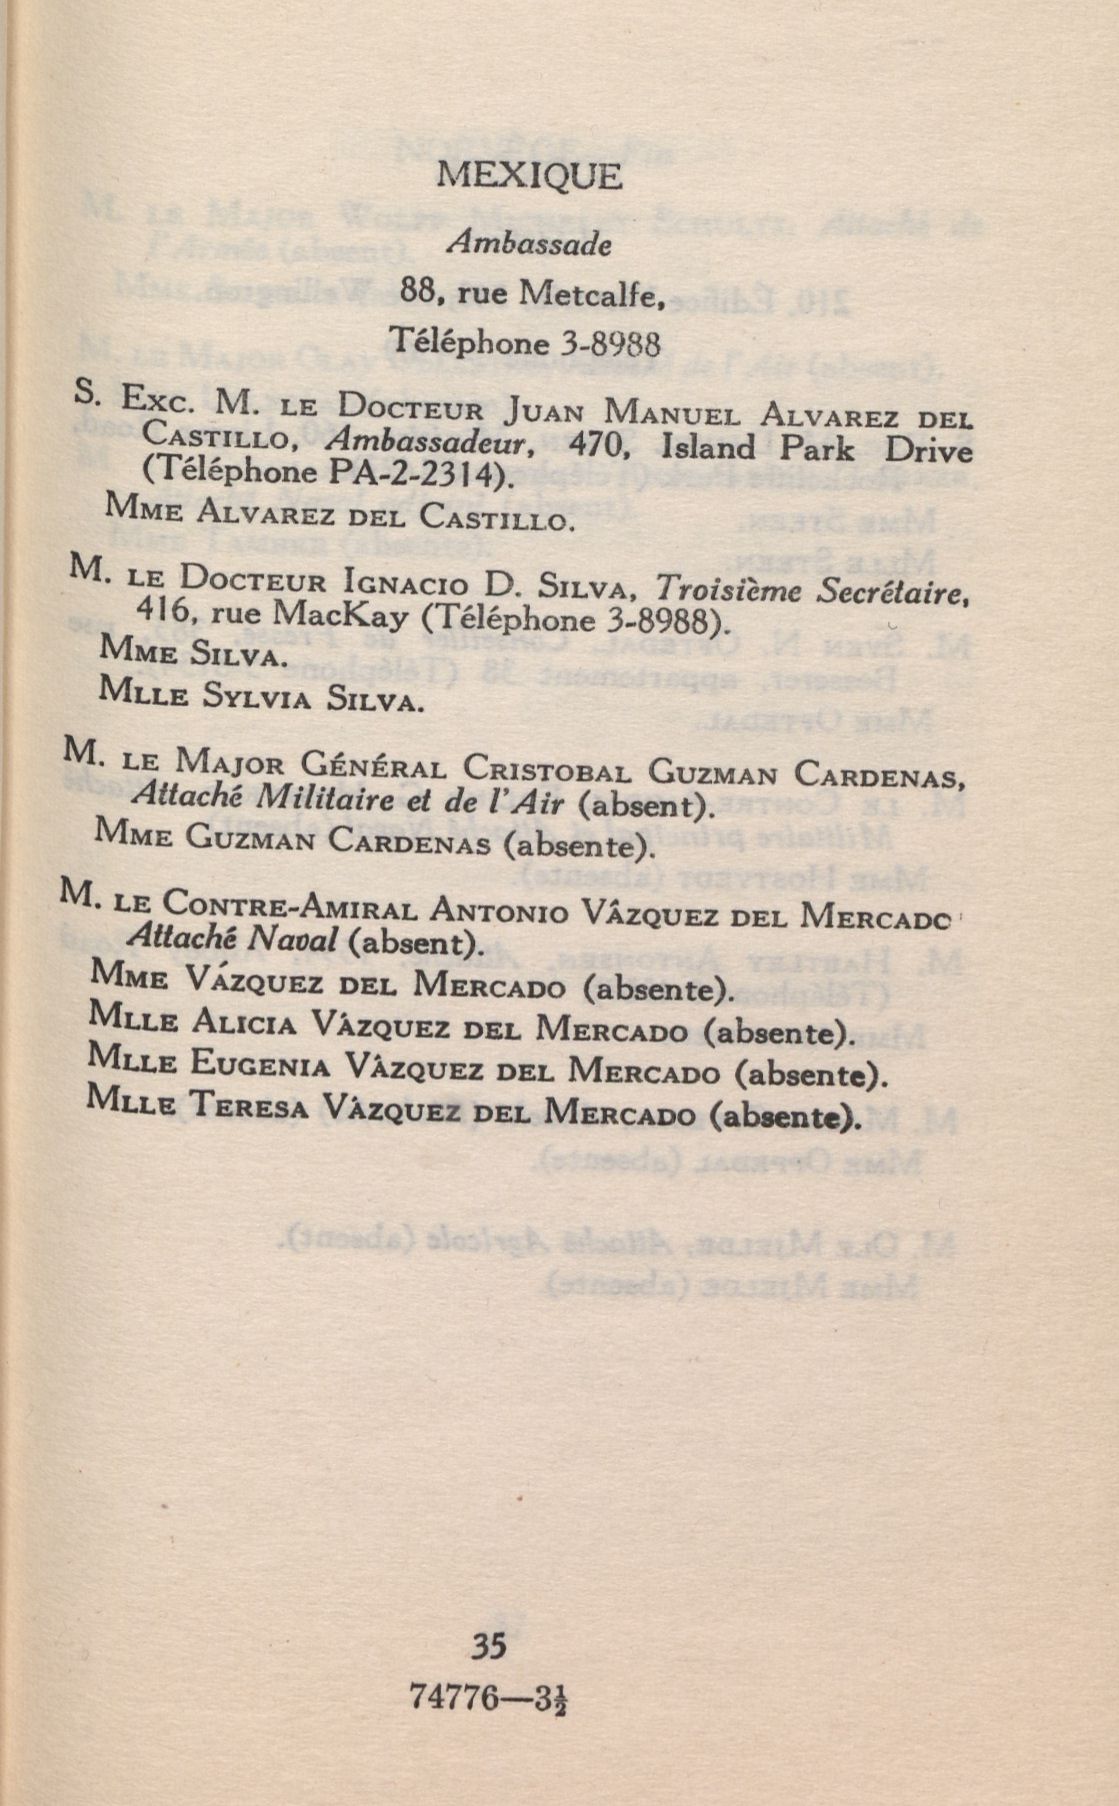 MEXIQUE
Ambassade
88, rue Metcalfe,
Téléphone 3-8988
S. EXC. M. LE DOCTEUR JUAN MANUEL ALVAREZ DEL
CASTILLO, Ambassadeur, 470, Island Park Drive
(Téléphone PA-2-2314).
MME ALVAREZ DEL CASTILLO.
M. LE DOCTEUR IGNACIO D. SILVA, Troisième Secrétaire,
416, rue MacKay (Téléphone 3-8988).
MME SILVA.
MLLE SYLVIA SILVA.
M. LE MAJOR GÉNÉRAL CRISTOBAL GUZMAN CARDENAS,
Attaché Militaire et de l'Air (absent).
MME GUZMAN CARDENAS (absente).
M. LE CONTRE-AMIRAL ANTONIO VÂZQUEZ DEL MERCADO
Attaché Naval (absent).
MME VÁZQUEZ DEL MERCADO (absente).
MLLE ALICIA VÀZQUEZ DEL MERCADO (absente).
MLLE EUGENIA VÀZQUEZ DEL MERCADO (absente).
MLLE TERESA VÀZQUEZ DEL MERCADO (absente).
35
74776—3½